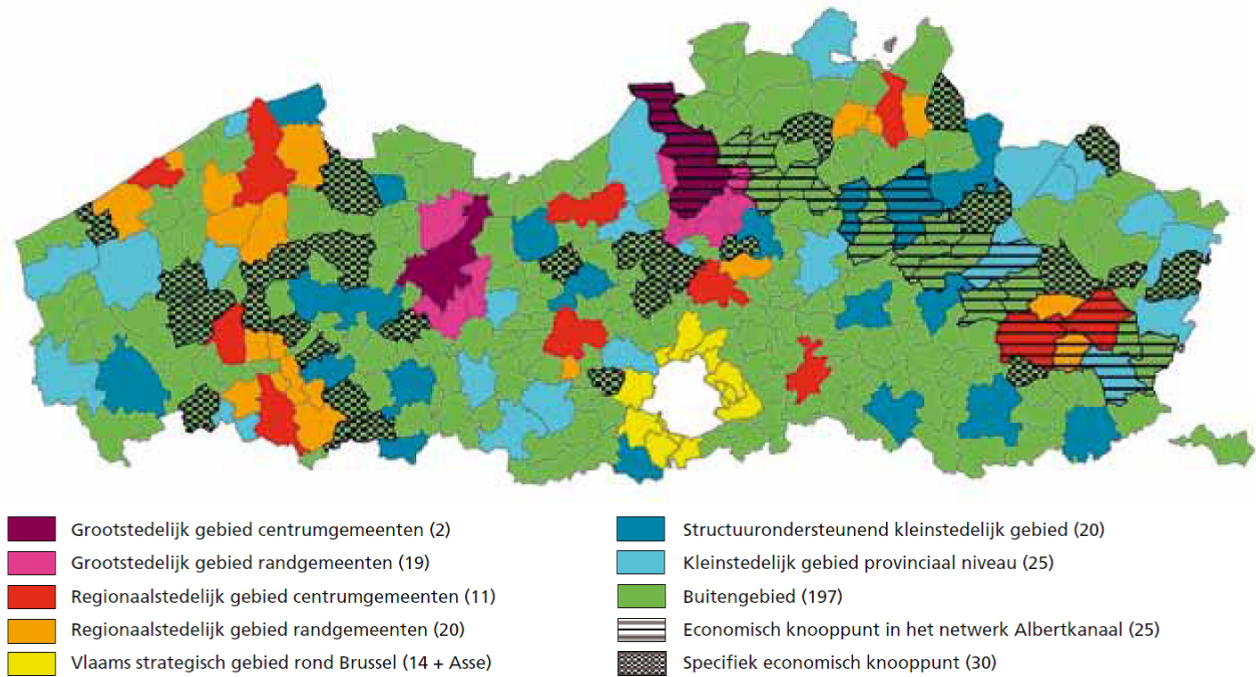 Grootstedelijk gebied centrumgemeenten (2)
Grootstedelijk gebied randgemeenten (19)
Regionaalstedelijk gebied centrumgemeenten (11)
Regionaalstedelijk gebied randgemeenten (20)
Vlaams strategisch gebied rond Brussel (14 + Asse)
Structuurondersteunend kleinstedelijk gebied (20)
Kleinstedelijk gebied provinciaal niveau (25)
Buitengebied (197)
Economisch knooppunt in het netwerk Albertkanaal (25)
Specifiek economisch knooppunt (30)